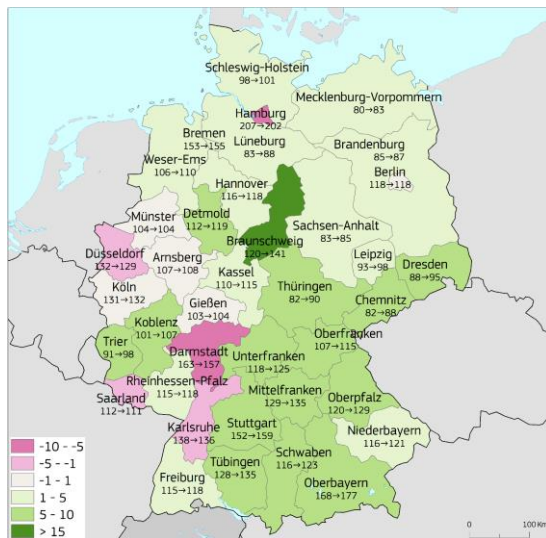 Schleswig-Holstein
98→101
Mecklenburg-Vorpommern
80→83
Hamburg
207→202
Bremen
153→155
Lüneburg
83→88
Brandenburg
85→87
Weser-Ems
106→110
Berlin
118→118
Hannover
116→118
Münster
104→104
Detmold
112→119
Sachsen-Anhalt
83→85
Braunschweig
120→141
Düsseldorf
132→129
Arnsberg
107→108
Leipzig
93→98
Dresden
88→95
Kassel
110→115
Köln
131→132
Thüringen
82→90
Chemnitz
82→88
Gießen
103→104
Koblenz
101→107
Oberfranken
107→115
Trier
91→98
Darmstadt
163→157
Unterfranken
118→125
Rheinhessen-Pfalz
115→118
Mittelfranken
129→135
Oberpfalz
120→129
Saarland
112→111
Karlsruhe
138→136
Stuttgart
152→159
Niederbayern
116→121
Tübingen
128→135
Schwaben
116→123
Freiburg
115→118
Oberbayern
168→177
-10 - -5
-5 - -1
-1 - 1
1 - 5
5 - 10
> 15
0 100 Km